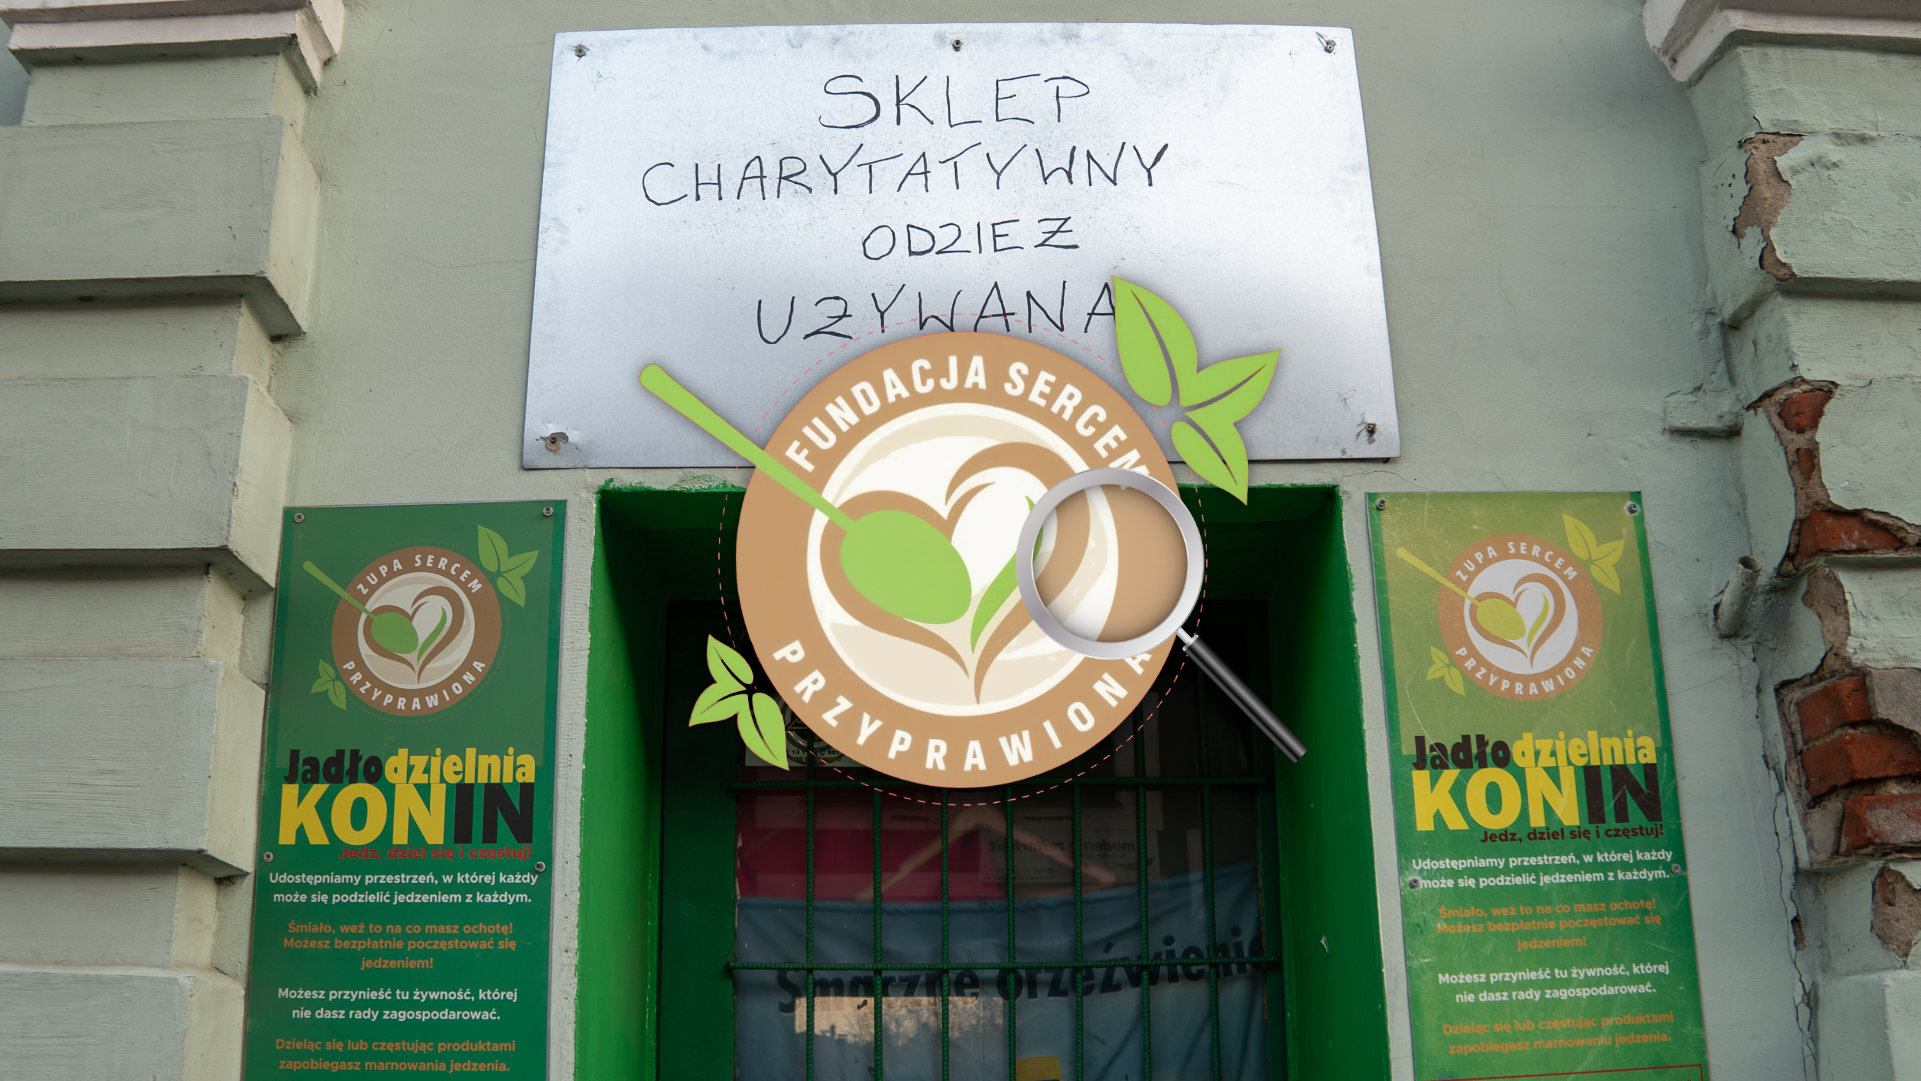 SKLEP
CHARYTATYWNY
ODZIEŻ
UŻYWANA
FUNDACJA SERCEM
PRZYPRAWIONA
ZUPA SERCEM
PRZYPRAWIONA
Jadłodzielnia
KONIN
Jedz, dziel się i częstuj!
Udostępniamy przestrzeń, w której każdy
może się podzielić jedzeniem z każdym.
Śmiało, weź to na co masz ochotę!
Możesz bezpłatnie poczęstować się
jedzeniem!
Możesz przynieść tu żywność, której
nie dasz rady zagospodarować.
Dzieląc się lub częstując produktami
zapobiegasz marnowania jedzenia.
Smaczne orzeźwienie
ZUPA SERCEM
PRZYPRAWIONA
Jadłodzielnia
KONIN
Jedz, dziel się i częstuj!
Udostępniamy przestrzeń, w której każdy
może się podzielić jedzeniem z każdym.
Śmiało, weź to na co masz ochotę!
Możesz bezpłatnie poczęstować się
jedzeniem!
Możesz przynieść tu żywność, której
nie dasz rady zagospodarować.
Dzieląc się lub częstując produktami
zapobiegasz marnowaniu jedzenia.